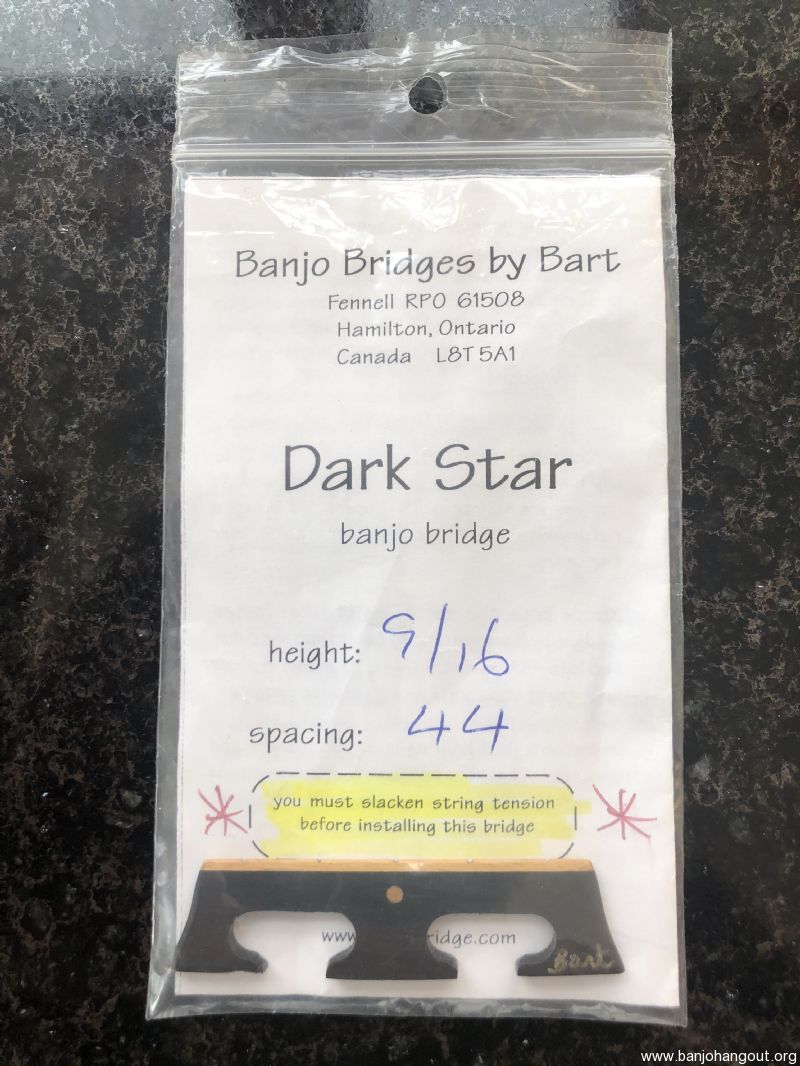 Banjo Bridges by Bart
Fennell RPO 61508
Hamilton, Ontario
Canada L8T 5A1
Dark Star
banjo bridge
height: 9/16
spacing: 44
you must slacken string tension
before installing this bridge
Bart
www.banjohangout.org